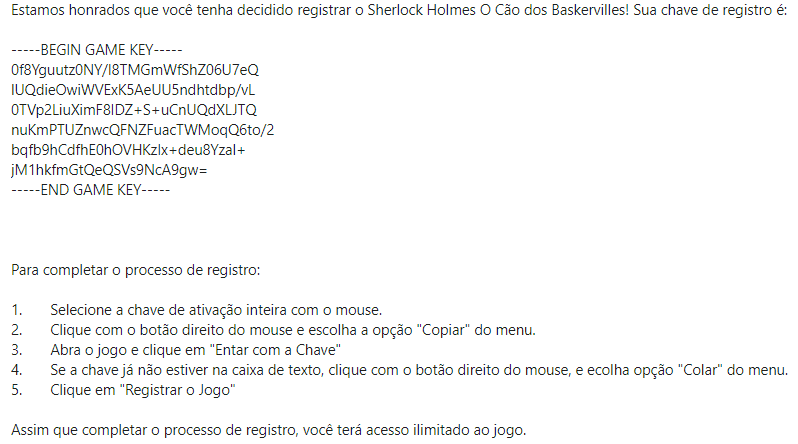 Estamos honrados que você tenha decidido registrar o Sherlock Holmes O Cão dos Baskervilles! Sua chave de registro é:
-----BEGIN GAME KEY-----
0f8Yguutz0NY/I8TMGmWfShZ06U7eQ
IUQdieOwiWVExK5AeUU5ndhtdbp/vL
0TVp2LiuXimF8IDZ+S+uCnUQdXLJTQ
nuKmPTUZnwcQFNZFuacTWMoqQ6to/2
bqfb9hCdfhE0hOVHKzIx+deu8YzaI+
jM1hkfmGtQeQSVs9NcA9gw=
-----END GAME KEY-----
Para completar o processo de registro:
1. Selecione a chave de ativação inteira com o mouse.
2. Clique com o botão direito do mouse e escolha a opção "Copiar" do menu.
3. Abra o jogo e clique em "Entar com a Chave"
4. Se a chave já não estiver na caixa de texto, clique com o botão direito do mouse, e ecolha opção "Colar" do menu.
5. Clique em "Registrar o Jogo"
Assim que completar o processo de registro, você terá acesso ilimitado ao jogo.